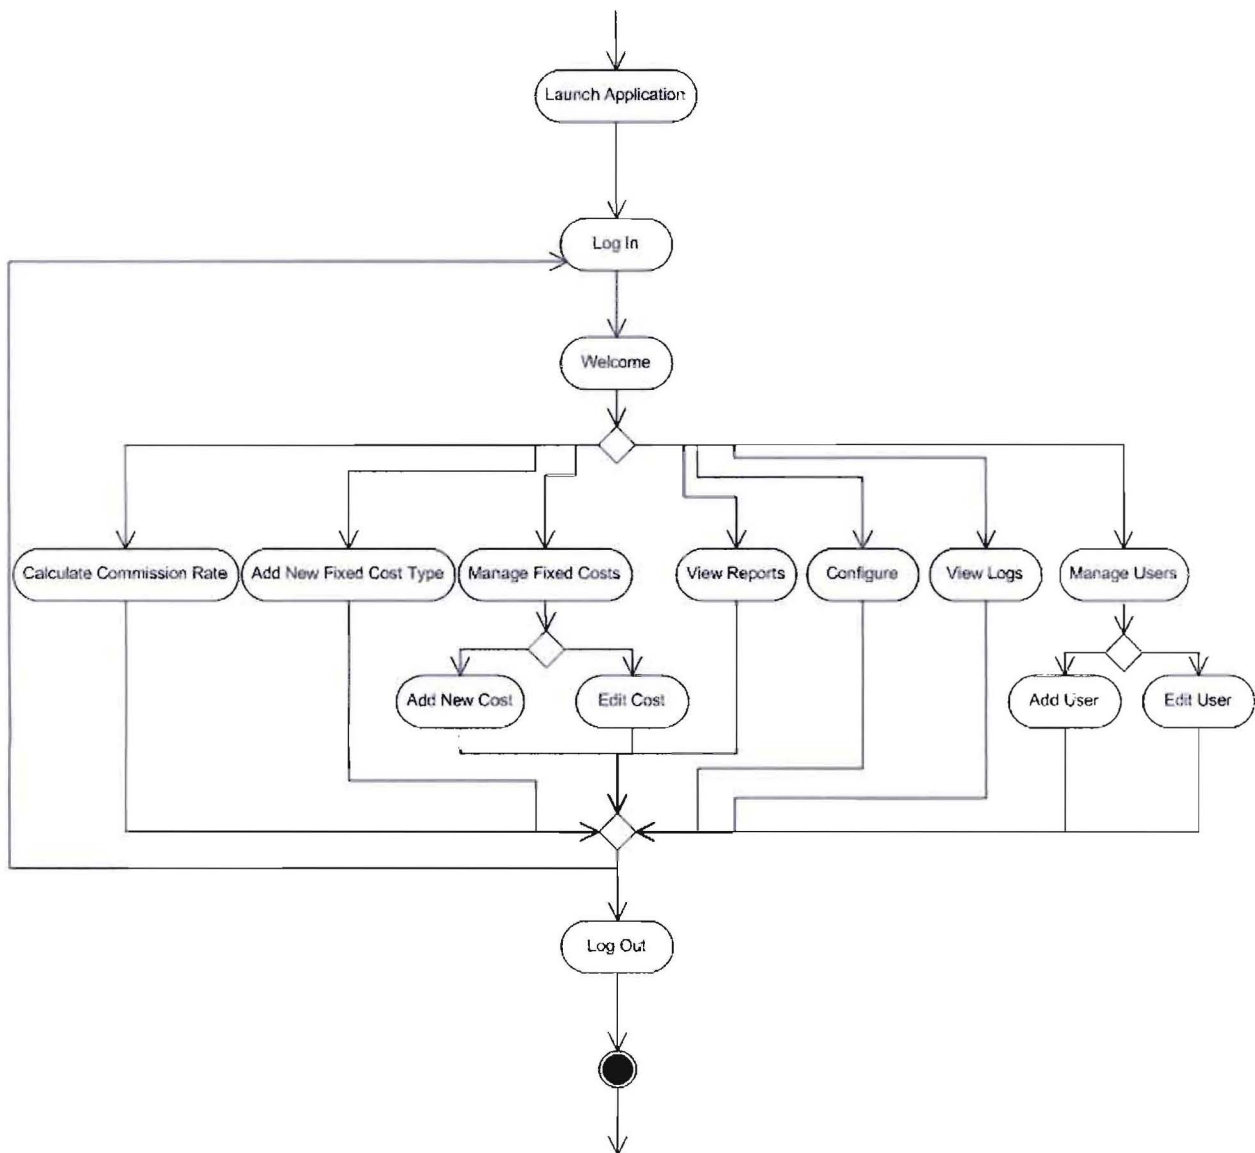 Launch Application
Log In
Welcome
Calculate Commission Rate
Add New Fixed Cost Type
Manage Fixed Costs
View Reports
Configure
View Logs
Manage Users
Add New Cost
Edit Cost
Add User
Edit User
Log Out